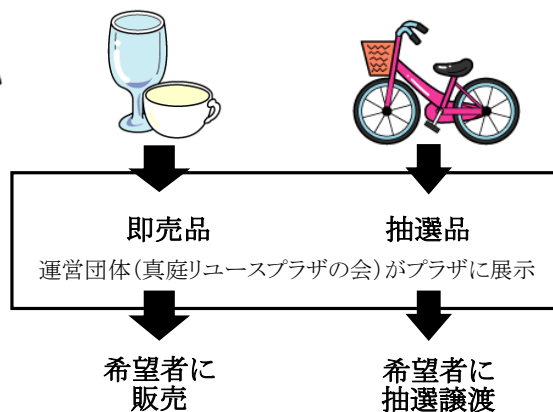 即売品
抽選品
運営団体（真庭リユースプラザの会）がプラザに展示
希望者に
販売
希望者に
抽選譲渡